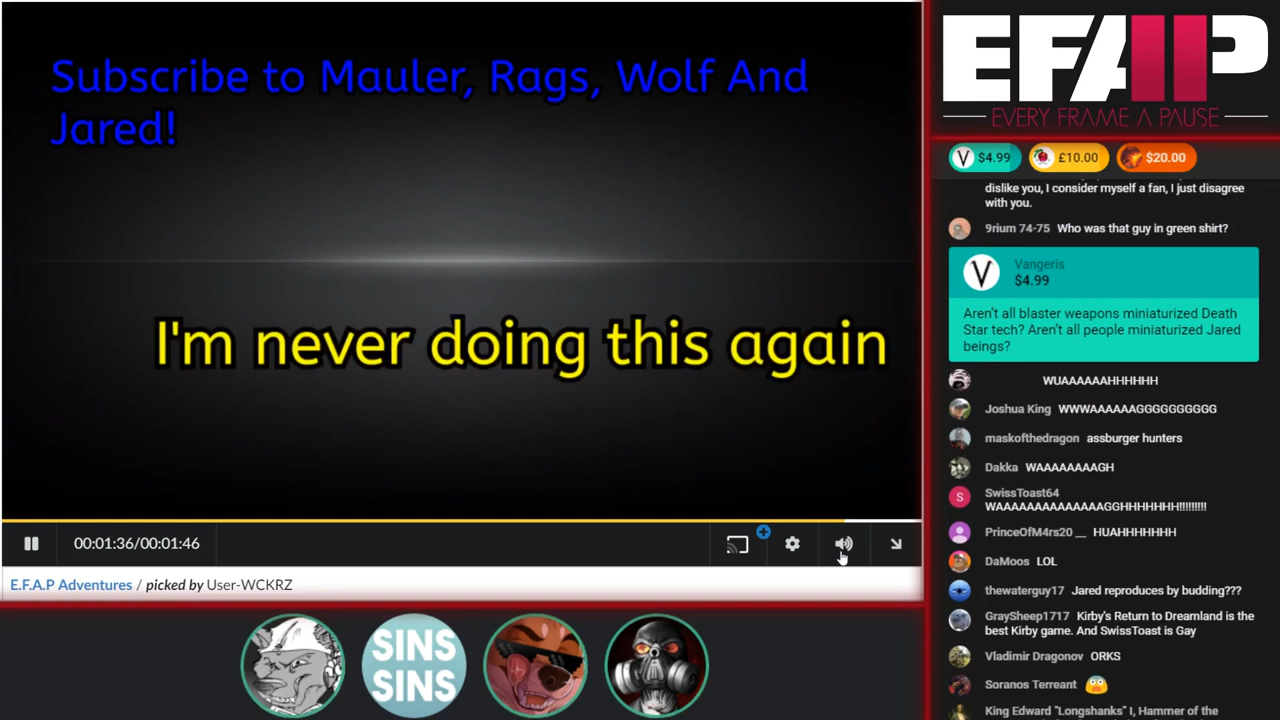 Subscribe to Mauler, Rags, Wolf And
Jared!
I'm never doing this again
00:01:36/00:01:46
E.F.A.P Adventures / picked by User-WCKRZ
SINS
SINS
EFAP
EVERY FRAME A PAUSE
V $4.99
£10.00
$20.00
dislike you, I consider myself a fan, I just disagree
with you.
9rium 74-75 Who was that guy in green shirt?
V
Vangeris
$4.99
Aren't all blaster weapons miniaturized Death
Star tech? Aren't all people miniaturized Jared
beings?
WUAAAAAAHHHHHH
Joshua King WWWAAAAAAGGGGGGGGGG
maskofthedragon assburger hunters
Dakka WAAAAAAAAGH
S SwissToast64
WAAAAAAAAAAAAAAGGHHHHHHH!!!!!!!!!
PrinceOfM4rs20 __ HUAHHHHHHH
DaMoos LOL
thewaterguy17 Jared reproduces by budding???
GraySheep1717 Kirby's Return to Dreamland is the
best Kirby game. And SwissToast is Gay
Vladimir Dragonov ORKS
Soranos Terreant 😨
King Edward "Longshanks" I, Hammer of the